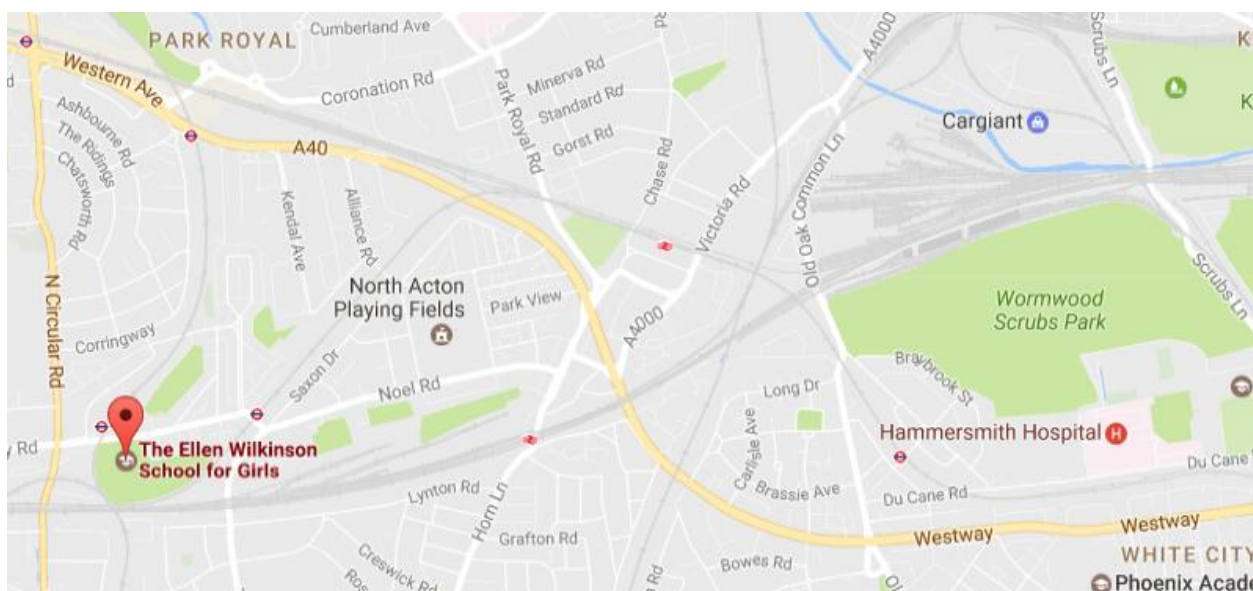 PARK ROYAL
Cumberland Ave
Western Ave
Coronation Rd
Park Royal Rd
Minerva Rd
Standard Rd
Gorst Rd
Rd
A4000
Scrubs Ln
K
K
Cargiant
Ashbourne Rd
The Ridings
Chatsworth Rd
A40
Kendal Ave
Alliance Rd
Chase Rd
Victoria Rd
Old Oak Common Ln
Scrubs Ln
N Circular Rd
North Acton
Playing Fields
Park View
A4000
Wormwood
Scrubs Park
Corringway
Saxon Dr
Noel Rd
Long Dr
Braybrook St
Carlisle Ave
y Rd
The Ellen Wilkinson
School for Girls
Hammersmith Hospital
H
Du Cane
Lynton Rd
Horn Ln
Brassie Ave
Du Cane Rd
Grafton Rd
Westway
Westway
Creswick Rd
Bowes Rd
WHITE CITY
Phoenix Acade